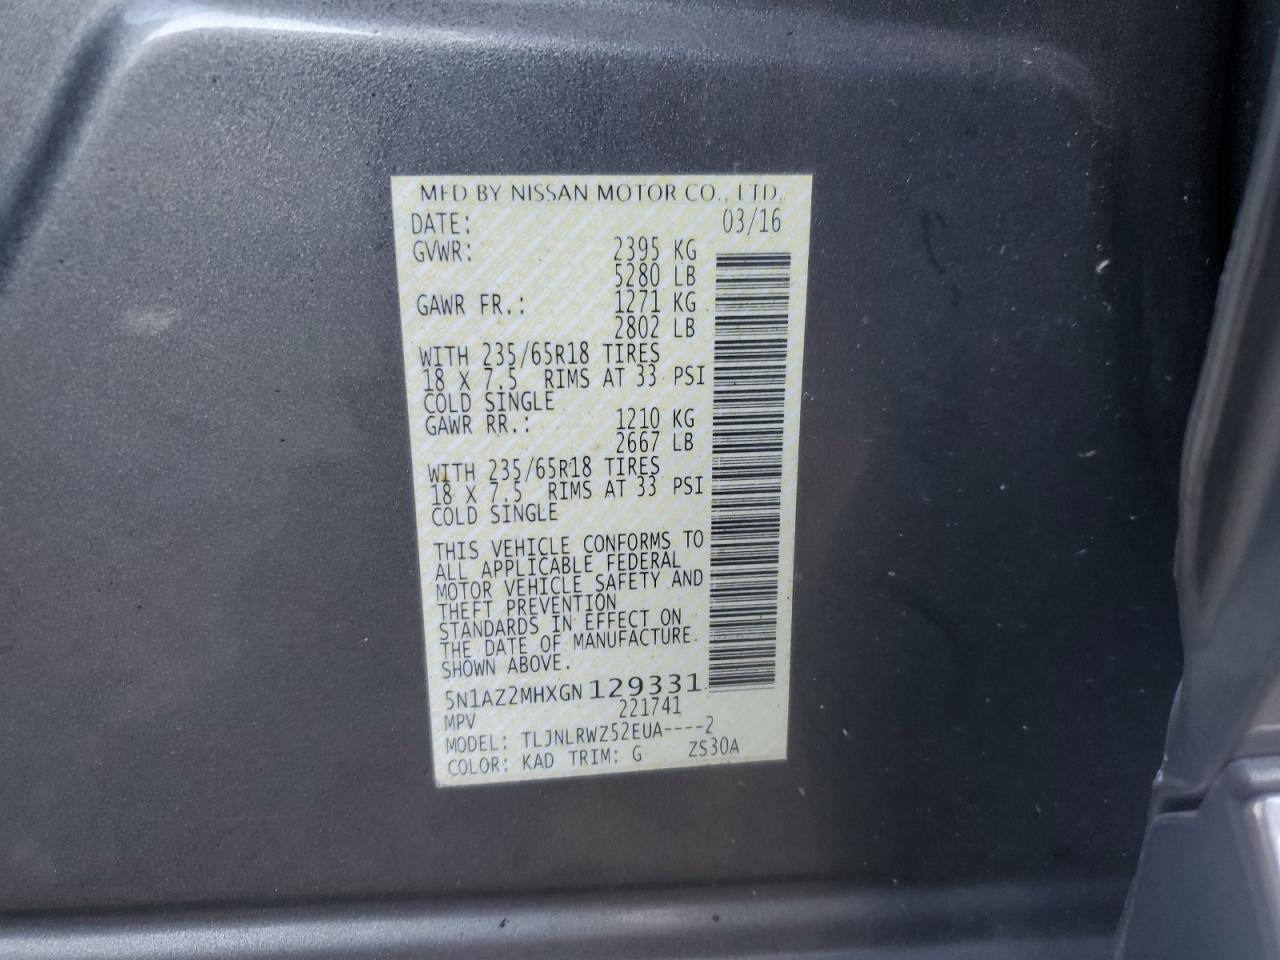 MFD BY NISSAN MOTOR CO., LTD.
DATE: 03/16
GVWR: 2395 KG
5280 LB
GAWR FR.: 1271 KG
2802 LB
WITH 235/65R18 TIRES
18 X 7.5 RIMS AT 33 PSI
COLD SINGLE
GAWR RR.: 1210 KG
2667 LB
WITH 235/65R18 TIRES
18 X 7.5 RIMS AT 33 PSI
COLD SINGLE
THIS VEHICLE CONFORMS TO
ALL APPLICABLE FEDERAL
MOTOR VEHICLE SAFETY AND
THEFT PREVENTION
STANDARDS IN EFFECT ON
THE DATE OF MANUFACTURE
SHOWN ABOVE.
5N1AZ2MHXGN129331
MPV 221741
MODEL: TLJNLRWZ52EUA----2
COLOR: KAD TRIM: G ZS30A